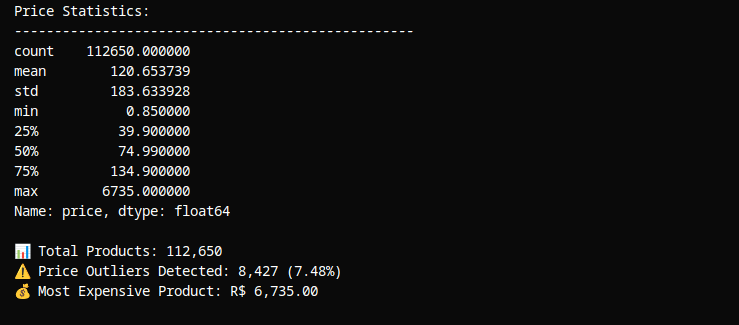 Price Statistics:
--------------------------------------------------
count    112650.000000
mean        120.653739
std         183.633928
min           0.850000
25%          39.900000
50%          74.990000
75%         134.900000
max        6735.000000
Name: price, dtype: float64

📊 Total Products: 112,650
⚠️ Price Outliers Detected: 8,427 (7.48%)
💰 Most Expensive Product: R$ 6,735.00